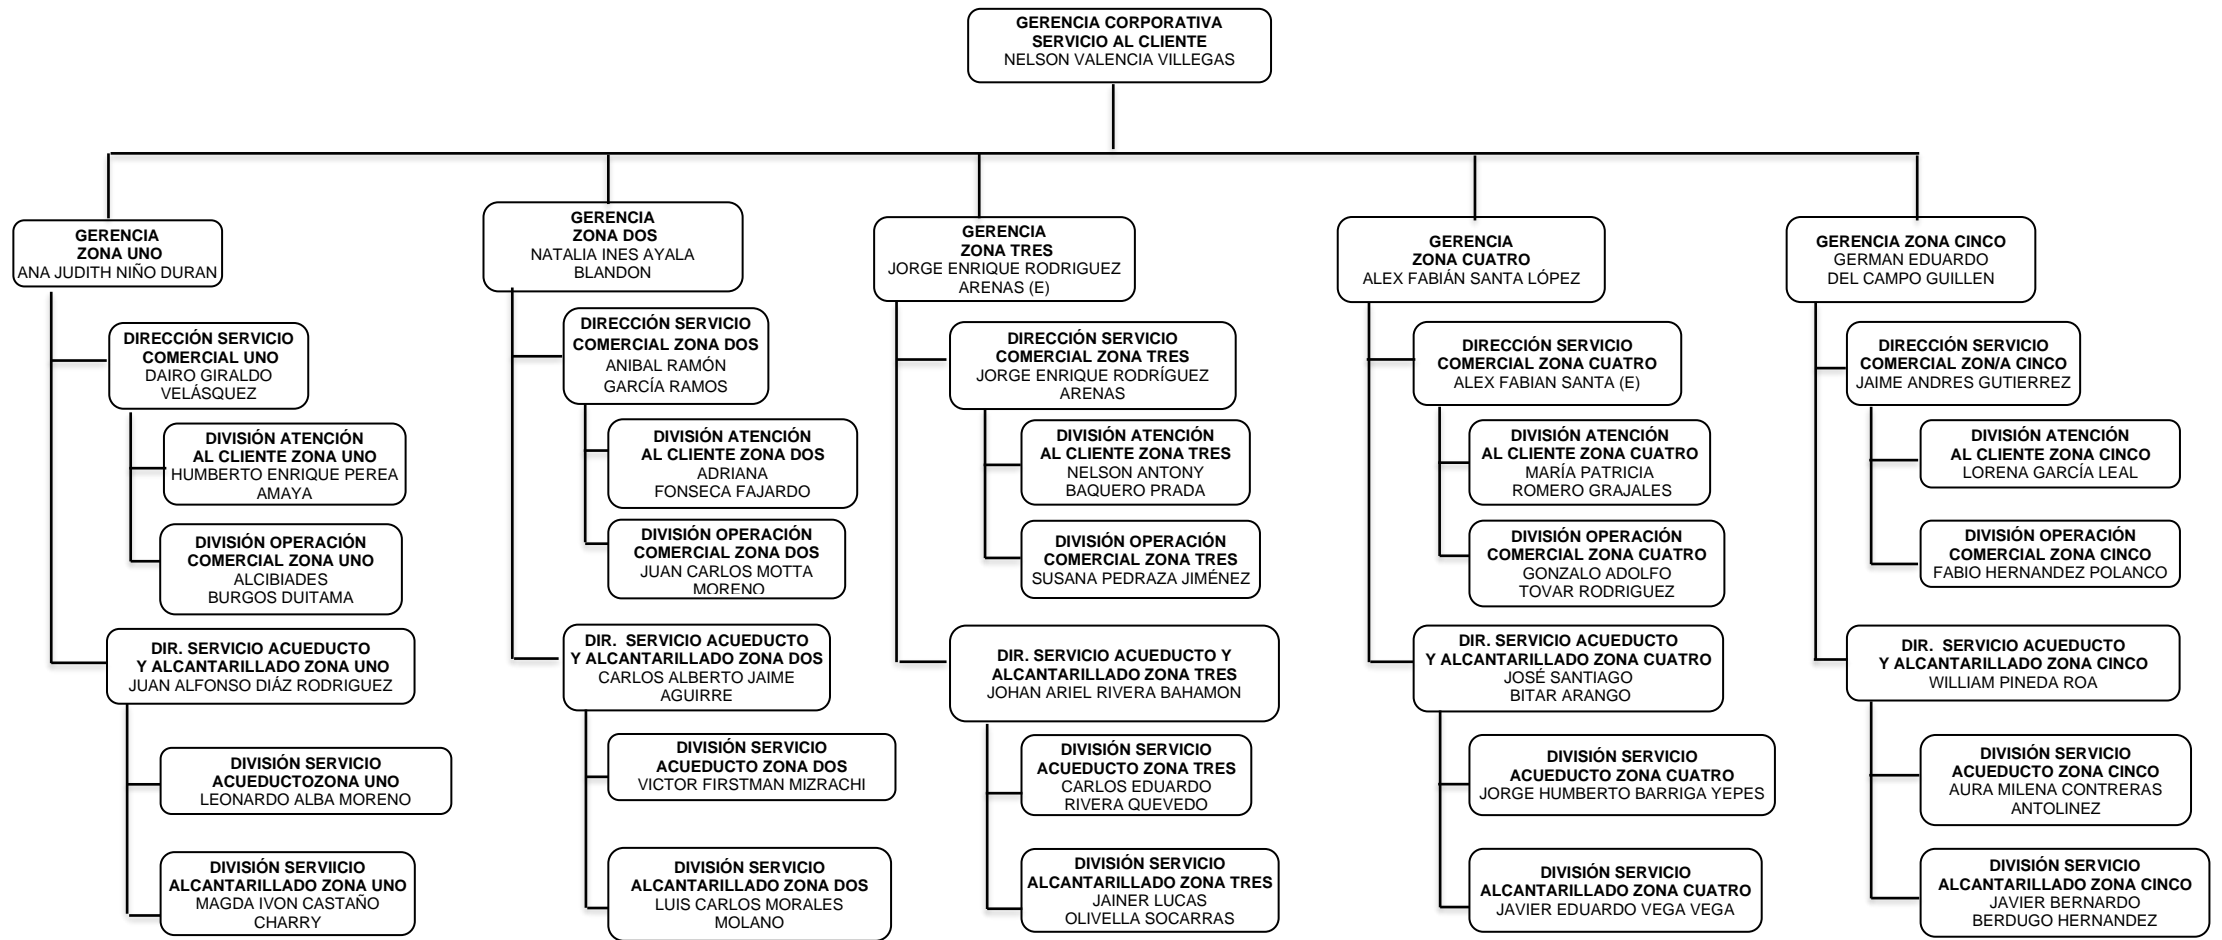 GERENCIA CORPORATIVA
SERVICIO AL CLIENTE
NELSON VALENCIA VILLEGAS
GERENCIA
ZONA UNO
ANA JUDITH NIÑO DURAN
DIRECCIÓN SERVICIO
COMERCIAL UNO
DAIRO GIRALDO
VELÁSQUEZ
DIVISIÓN ATENCIÓN
AL CLIENTE ZONA UNO
HUMBERTO ENRIQUE PEREA
AMAYA
DIVISIÓN OPERACIÓN
COMERCIAL ZONA UNO
ALCIBIADES
BURGOS DUITAMA
DIR. SERVICIO ACUEDUCTO
Y ALCANTARILLADO ZONA UNO
JUAN ALFONSO DIÁZ RODRIGUEZ
DIVISIÓN SERVICIO
ACUEDUCTOZONA UNO
LEONARDO ALBA MORENO
DIVISIÓN SERVIICIO
ALCANTARILLADO ZONA UNO
MAGDA IVON CASTAÑO
CHARRY
GERENCIA
ZONA DOS
NATALIA INES AYALA
BLANDON
DIRECCIÓN SERVICIO
COMERCIAL ZONA DOS
ANIBAL RAMÓN
GARCÍA RAMOS
DIVISIÓN ATENCIÓN
AL CLIENTE ZONA DOS
ADRIANA
FONSECA FAJARDO
DIVISIÓN OPERACIÓN
COMERCIAL ZONA DOS
JUAN CARLOS MOTTA
MORENO
DIR. SERVICIO ACUEDUCTO
Y ALCANTARILLADO ZONA DOS
CARLOS ALBERTO JAIME
AGUIRRE
DIVISIÓN SERVICIO
ACUEDUCTO ZONA DOS
VICTOR FIRSTMAN MIZRACHI
DIVISIÓN SERVICIO
ALCANTARILLADO ZONA DOS
LUIS CARLOS MORALES
MOLANO
GERENCIA
ZONA TRES
JORGE ENRIQUE RODRIGUEZ
ARENAS (E)
DIRECCIÓN SERVICIO
COMERCIAL ZONA TRES
JORGE ENRIQUE RODRÍGUEZ
ARENAS
DIVISIÓN ATENCIÓN
AL CLIENTE ZONA TRES
NELSON ANTONY
BAQUERO PRADA
DIVISIÓN OPERACIÓN
COMERCIAL ZONA TRES
SUSANA PEDRAZA JIMÉNEZ
DIR. SERVICIO ACUEDUCTO Y
ALCANTARILLADO ZONA TRES
JOHAN ARIEL RIVERA BAHAMON
DIVISIÓN SERVICIO
ACUEDUCTO ZONA TRES
CARLOS EDUARDO
RIVERA QUEVEDO
DIVISIÓN SERVICIO
ALCANTARILLADO ZONA TRES
JAINER LUCAS
OLIVELLA SOCARRAS
GERENCIA
ZONA CUATRO
ALEX FABIÁN SANTA LÓPEZ
DIRECCIÓN SERVICIO
COMERCIAL ZONA CUATRO
ALEX FABIAN SANTA (E)
DIVISIÓN ATENCIÓN
AL CLIENTE ZONA CUATRO
MARÍA PATRICIA
ROMERO GRAJALES
DIVISIÓN OPERACIÓN
COMERCIAL ZONA CUATRO
GONZALO ADOLFO
TOVAR RODRIGUEZ
DIR. SERVICIO ACUEDUCTO
Y ALCANTARILLADO ZONA CUATRO
JOSÉ SANTIAGO
BITAR ARANGO
DIVISIÓN SERVICIO
ACUEDUCTO ZONA CUATRO
JORGE HUMBERTO BARRIGA YEPES
DIVISIÓN SERVICIO
ALCANTARILLADO ZONA CUATRO
JAVIER EDUARDO VEGA VEGA
GERENCIA ZONA CINCO
GERMAN EDUARDO
DEL CAMPO GUILLEN
DIRECCIÓN SERVICIO
COMERCIAL ZON/A CINCO
JAIME ANDRES GUTIERREZ
DIVISIÓN ATENCIÓN
AL CLIENTE ZONA CINCO
LORENA GARCÍA LEAL
DIVISIÓN OPERACIÓN
COMERCIAL ZONA CINCO
FABIO HERNANDEZ POLANCO
DIR. SERVICIO ACUEDUCTO
Y ALCANTARILLADO ZONA CINCO
WILLIAM PINEDA ROA
DIVISIÓN SERVICIO
ACUEDUCTO ZONA CINCO
AURA MILENA CONTRERAS
ANTOLINEZ
DIVISIÓN SERVICIO
ALCANTARILLADO ZONA CINCO
JAVIER BERNARDO
BERDUGO HERNANDEZ